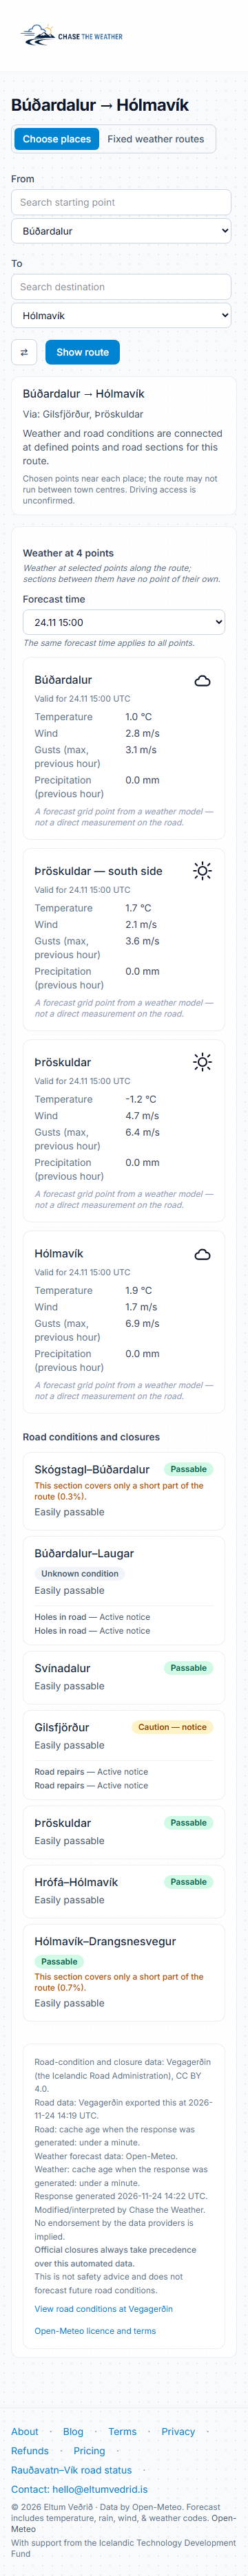 CHASE THE WEATHER
Búðardalur → Hólmavík
Choose places
Fixed weather routes
From
Search starting point
Búðardalur
To
Search destination
Hólmavík
⇄
Show route
Búðardalur → Hólmavík
Via: Gilsfjörður, Þröskuldar
Weather and road conditions are connected
at defined points and road sections for this
route.
Chosen points near each place; the route may not
run between town centres. Driving access is
unconfirmed.
Weather at 4 points
Weather at selected points along the route;
sections between them have no point of their own.
Forecast time
24.11 15:00
The same forecast time applies to all points.
Búðardalur
Valid for 24.11 15:00 UTC
Temperature 1.0 °C
Wind 2.8 m/s
Gusts (max, 3.1 m/s
previous hour)
Precipitation 0.0 mm
(previous hour)
A forecast grid point from a weather model —
not a direct measurement on the road.
Þröskuldar — south side
Valid for 24.11 15:00 UTC
Temperature 1.7 °C
Wind 2.1 m/s
Gusts (max, 3.6 m/s
previous hour)
Precipitation 0.0 mm
(previous hour)
A forecast grid point from a weather model —
not a direct measurement on the road.
Þröskuldar
Valid for 24.11 15:00 UTC
Temperature -1.2 °C
Wind 4.7 m/s
Gusts (max, 6.4 m/s
previous hour)
Precipitation 0.0 mm
(previous hour)
A forecast grid point from a weather model —
not a direct measurement on the road.
Hólmavík
Valid for 24.11 15:00 UTC
Temperature 1.9 °C
Wind 1.7 m/s
Gusts (max, 6.9 m/s
previous hour)
Precipitation 0.0 mm
(previous hour)
A forecast grid point from a weather model —
not a direct measurement on the road.
Road conditions and closures
Skógstagl–Búðardalur Passable
This section covers only a short part of the
route (0.3%).
Easily passable
Búðardalur–Laugar
Unknown condition
Easily passable
Holes in road — Active notice
Holes in road — Active notice
Svínadalur Passable
Easily passable
Gilsfjörður Caution — notice
Easily passable
Road repairs — Active notice
Road repairs — Active notice
Þröskuldar Passable
Easily passable
Hrófá–Hólmavík Passable
Easily passable
Hólmavík–Drangsnesvegur
Passable
This section covers only a short part of the
route (0.7%).
Easily passable
Road-condition and closure data: Vegagerðin
(the Icelandic Road Administration), CC BY
4.0.
Road data: Vegagerðin exported this at 2026-
11-24 14:19 UTC.
Road: cache age when the response was
generated: under a minute.
Weather forecast data: Open-Meteo.
Weather: cache age when the response was
generated: under a minute.
Response generated 2026-11-24 14:22 UTC.
Modified/interpreted by Chase the Weather.
No endorsement by the data providers is
implied.
Official closures always take precedence
over this automated data.
This is not safety advice and does not
forecast future road conditions.
View road conditions at Vegagerðin
Open-Meteo licence and terms
About · Blog · Terms · Privacy ·
Refunds · Pricing ·
Rauðavatn–Vík road status ·
Contact: hello@eltumvedrid.is
© 2026 Eltum Veðrið · Data by Open-Meteo. Forecast
includes temperature, rain, wind, & weather codes. Open-
Meteo
With support from the Icelandic Technology Development
Fund